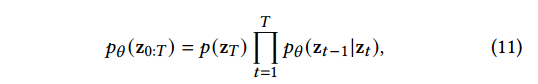 p_θ(𝐳_{0:T}) = p(𝐳_T) ∏_{t=1}^{T} p_θ(𝐳_{t−1}|𝐳_t), (11)